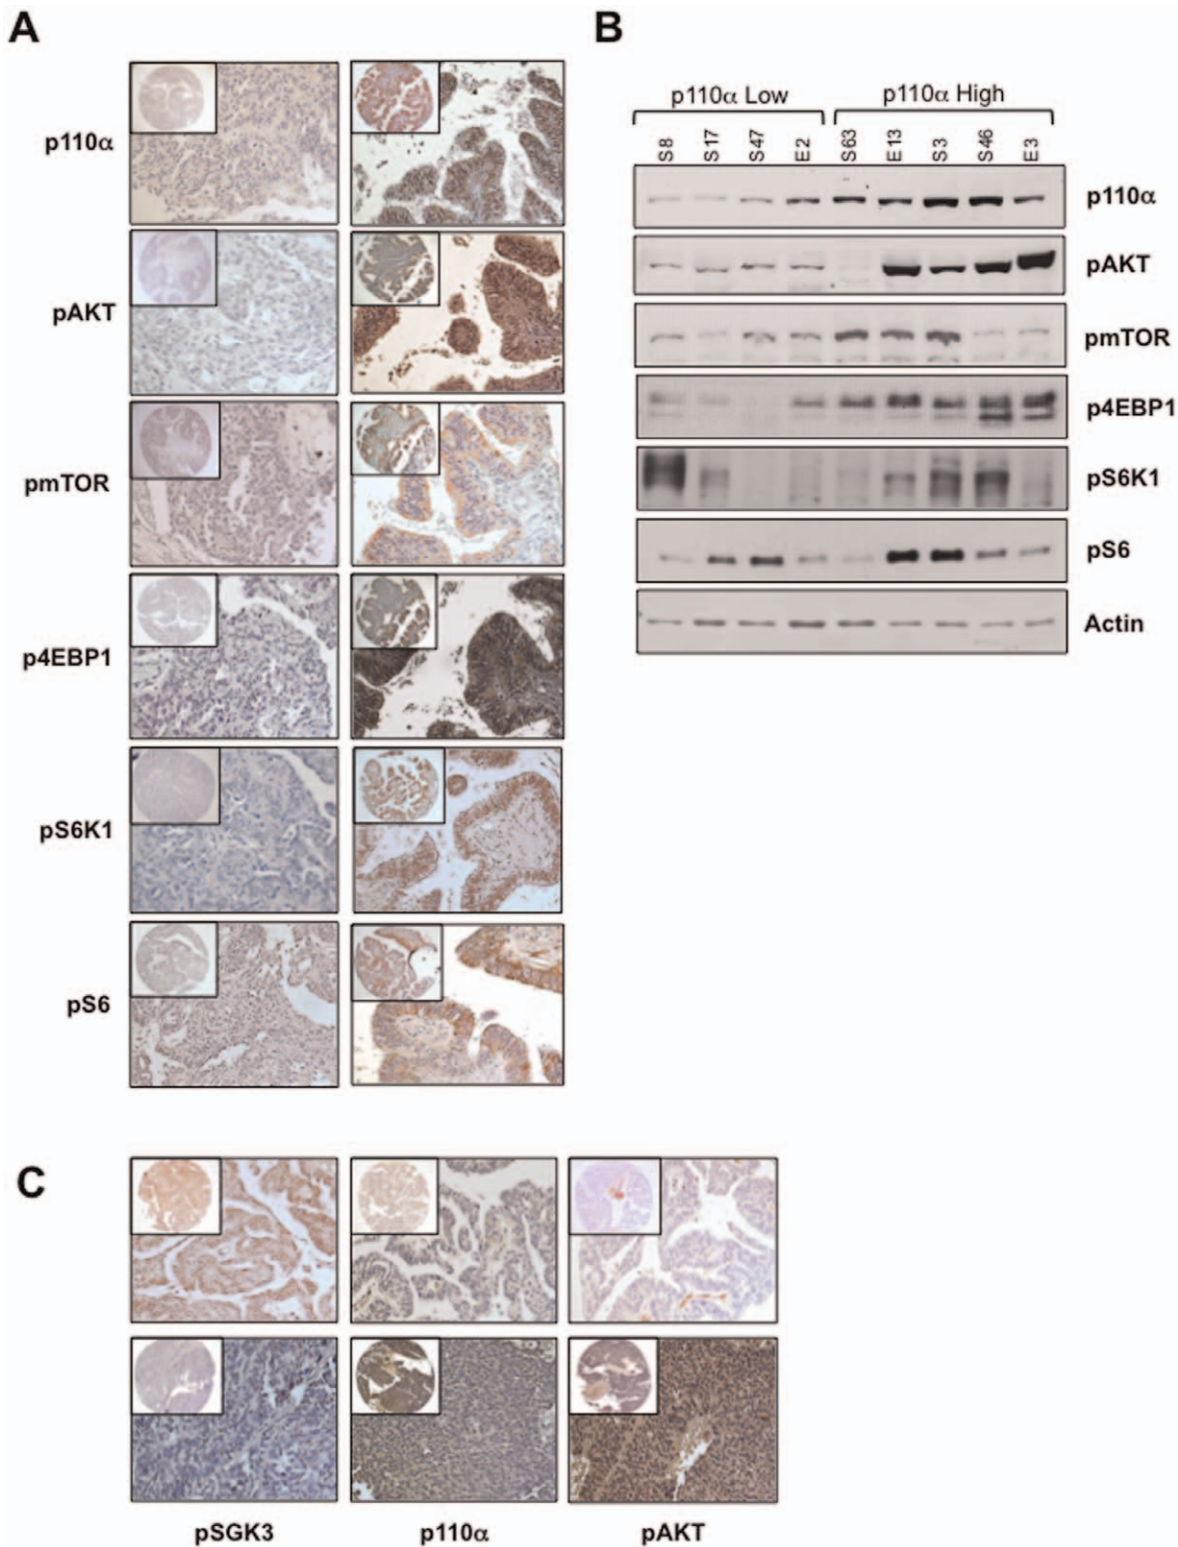 A
p110α
pAKT
pmTOR
p4EBP1
pS6K1
pS6
B
p110α Low
p110α High
S8
S17
S47
E2
S63
E13
S3
S46
E3
p110α
pAKT
pmTOR
p4EBP1
pS6K1
pS6
Actin
C
pSGK3
p110α
pAKT